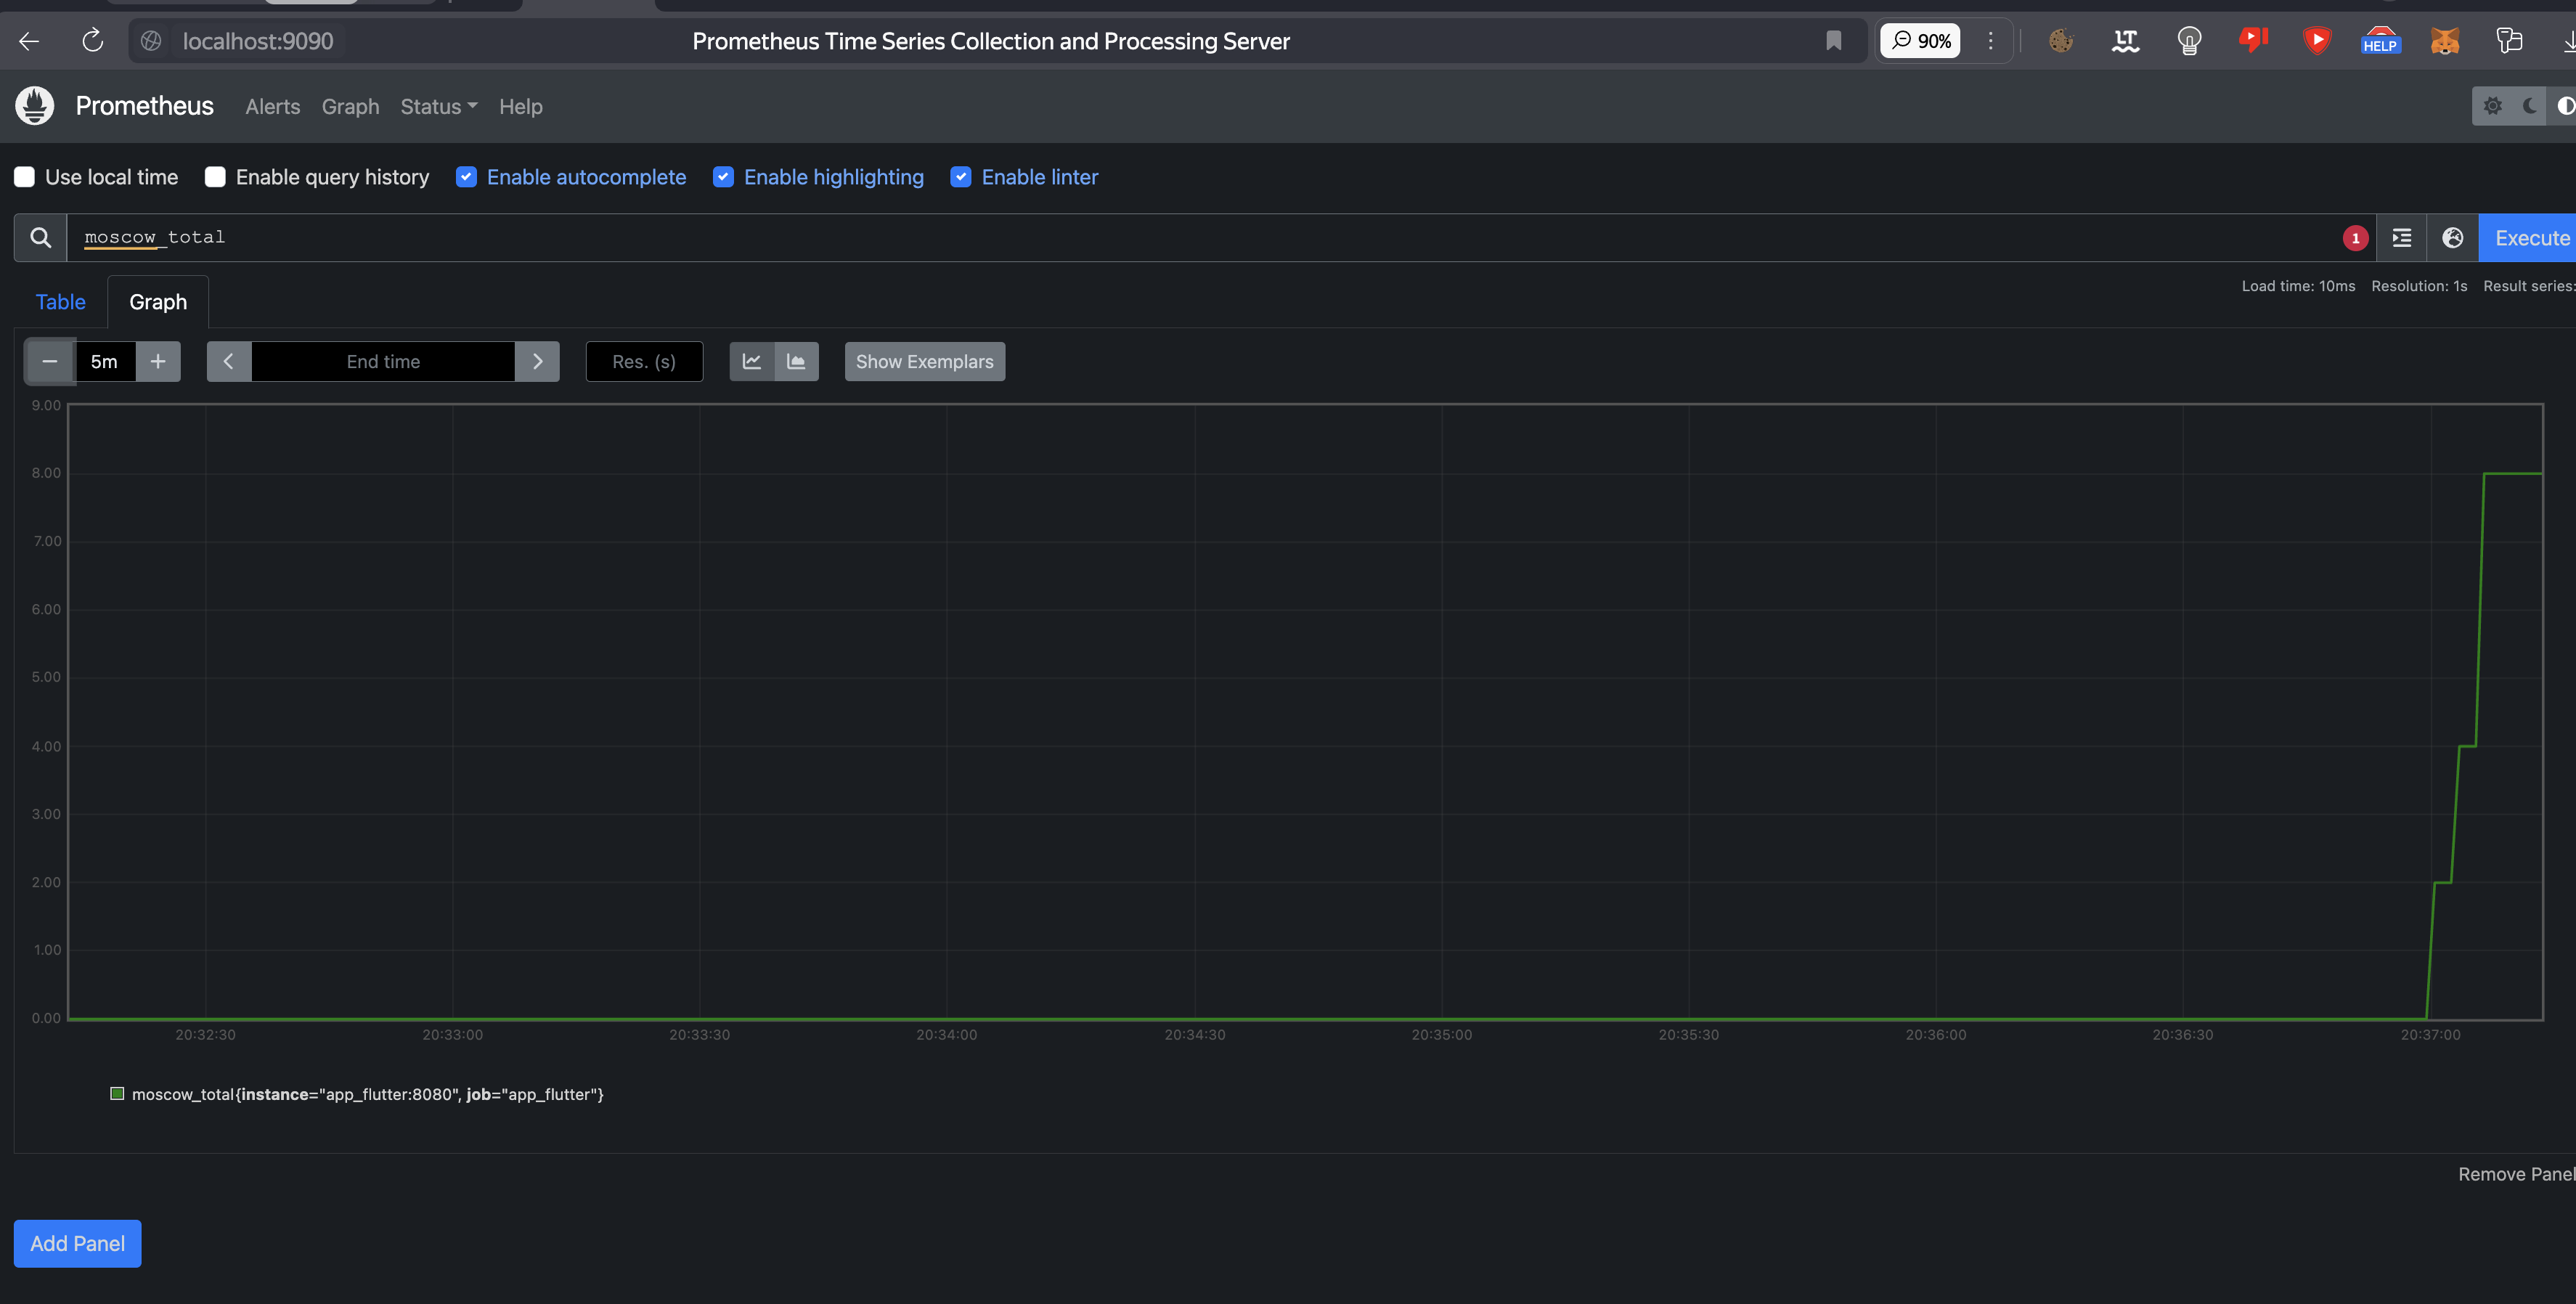 localhost:9090 Prometheus Time Series Collection and Processing Server 90% LT HELP
Prometheus Alerts Graph Status Help
Use local time Enable query history Enable autocomplete Enable highlighting Enable linter
moscow_total 1 Execute
Table Graph Load time: 10ms Resolution: 1s Result series:
− 5m + End time Res. (s) Show Exemplars
9.00
8.00
7.00
6.00
5.00
4.00
3.00
2.00
1.00
0.00
20:32:30 20:33:00 20:33:30 20:34:00 20:34:30 20:35:00 20:35:30 20:36:00 20:36:30 20:37:00
moscow_total{instance="app_flutter:8080", job="app_flutter"}
Remove Panel
Add Panel